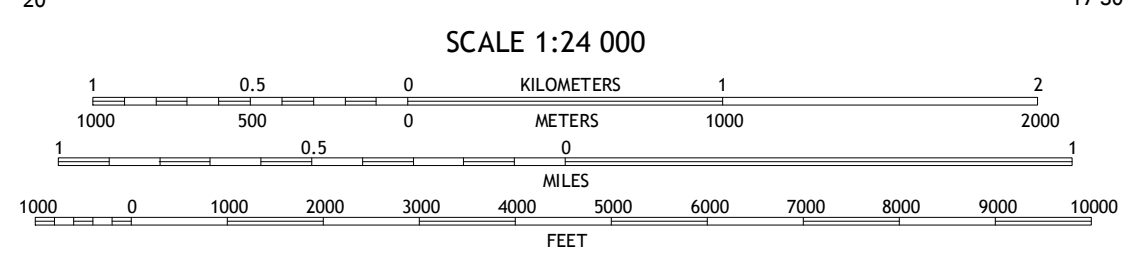 SCALE 1:24 000
1 0.5 0 KILOMETERS 1 2
1000 500 0 METERS 1000 2000
1 0.5 0 1
MILES
1000 0 1000 2000 3000 4000 5000 6000 7000 8000 9000 10000
FEET